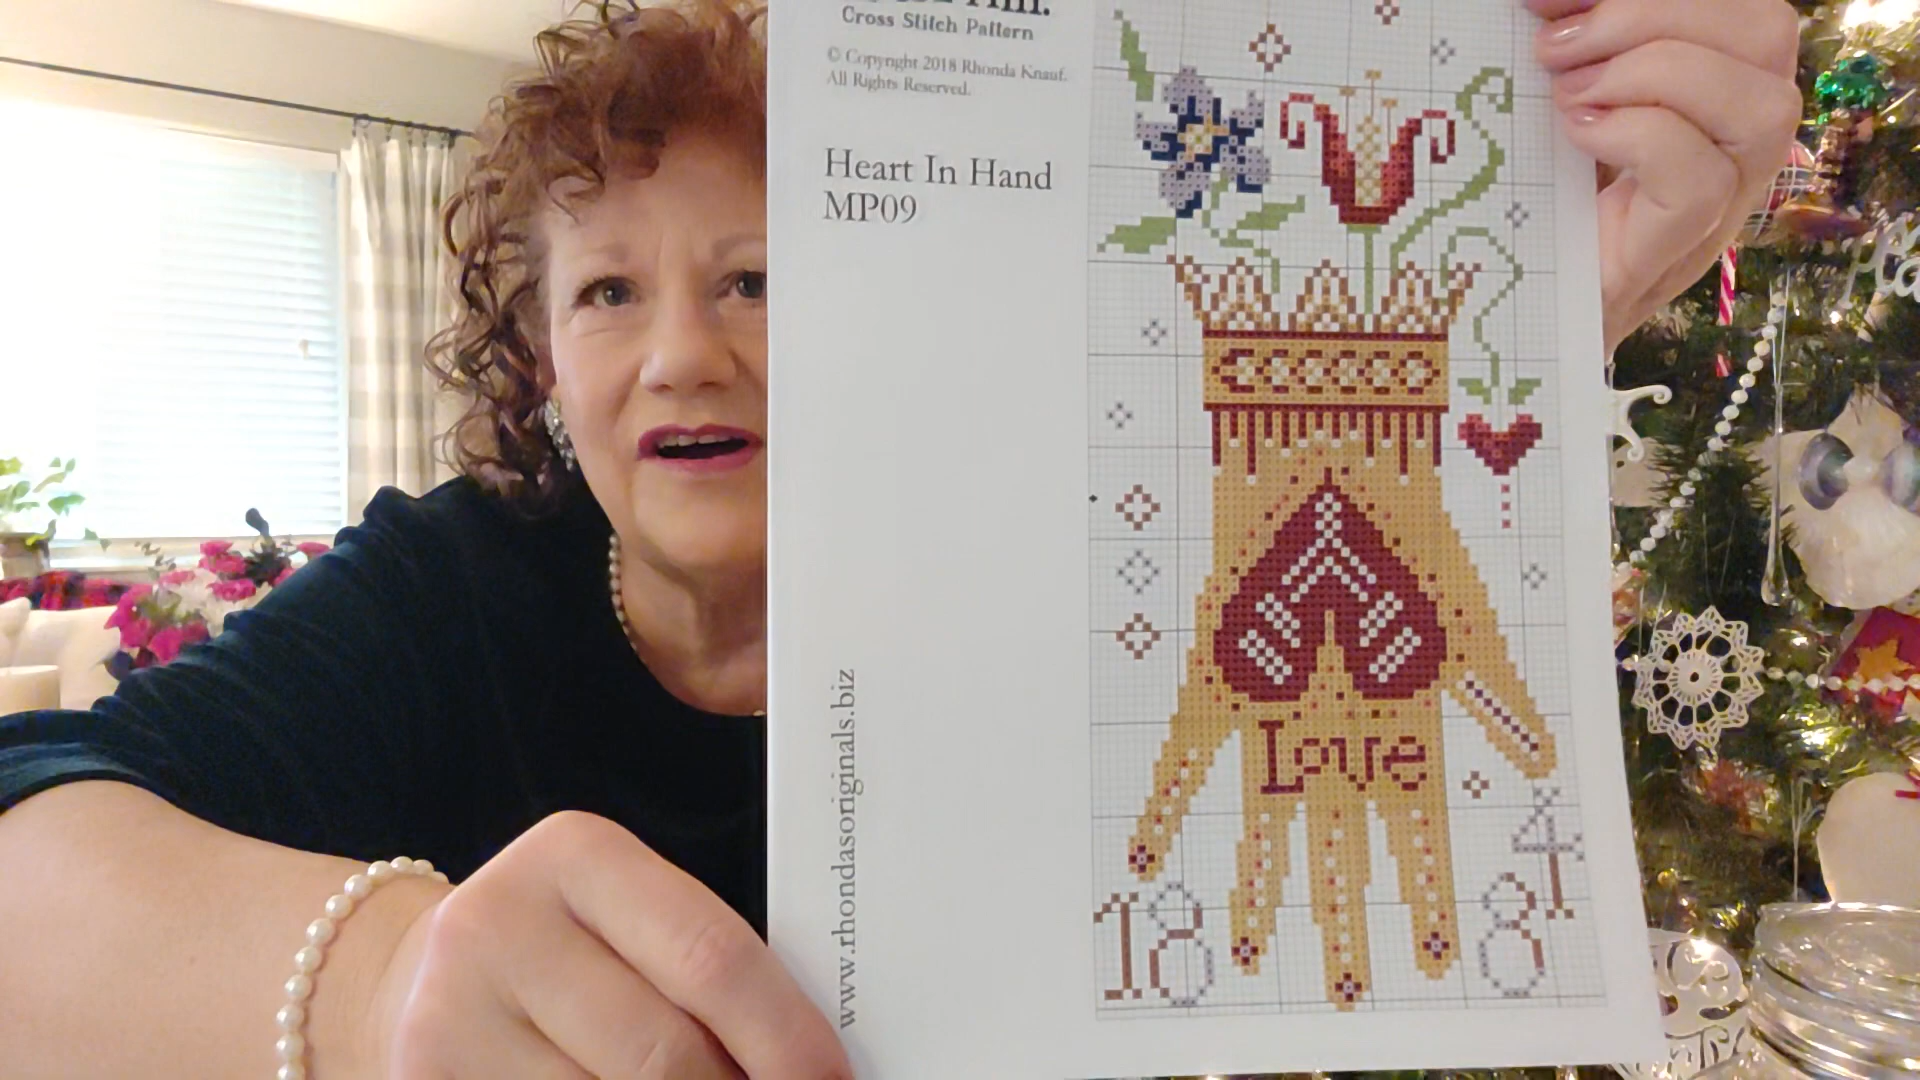 Cross Stitch Pattern
© Copyright 2018 Rhonda Knauf.
All Rights Reserved.
Heart In Hand
MP09
www.rhondasoriginals.biz
Love
18 84